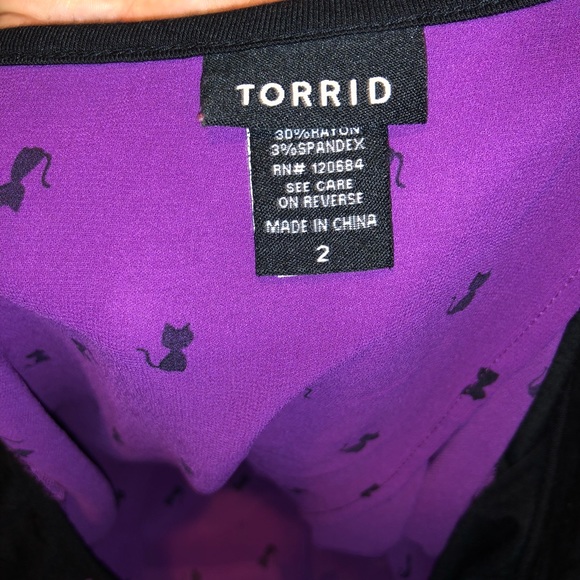 TORRID
30%RAYON
3%SPANDEX
RN# 120684
SEE CARE
ON REVERSE
MADE IN CHINA
2